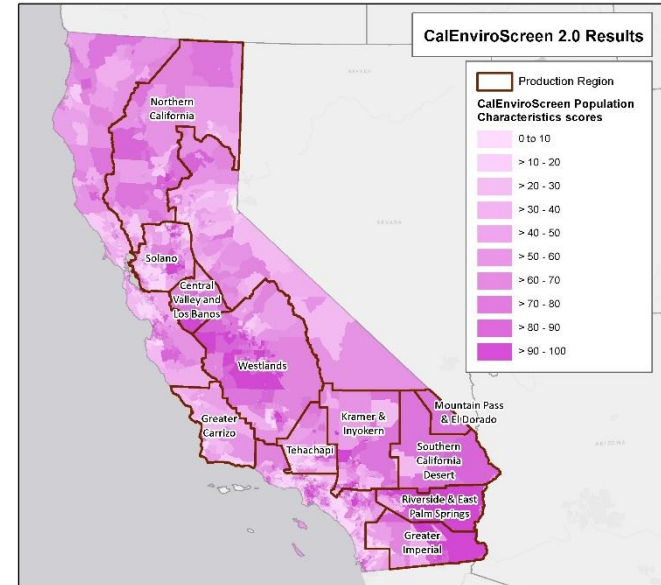 CalEnviroScreen 2.0 Results
Production Region
CalEnviroScreen Population
Characteristics scores
0 to 10
> 10 - 20
> 20 - 30
> 30 - 40
> 40 - 50
> 50 - 60
> 60 - 70
> 70 - 80
> 80 - 90
> 90 - 100
NEVADA
Northern
California
Solano
Central
Valley and
Los Banos
Westlands
Greater
Carrizo
Tehachapi
Kramer &
Inyokern
Mountain Pass
& El Dorado
Southern
California
Desert
ARIZONA
Riverside & East
Palm Springs
Greater
Imperial